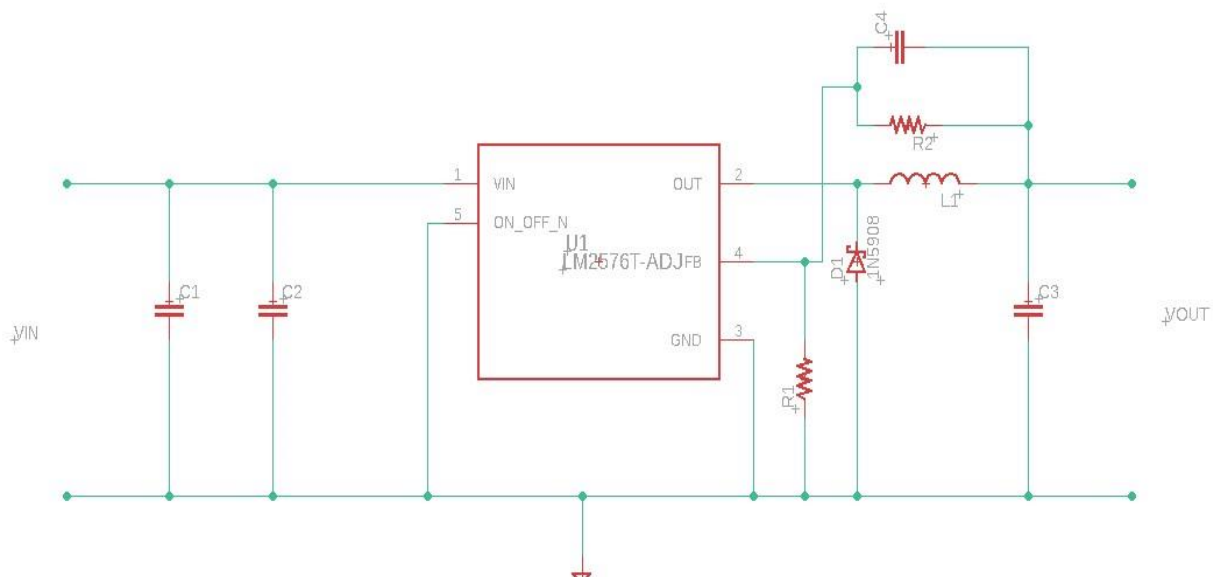 C4
R2
1
VIN
OUT
2
L1
5
ON_OFF_N
U1
LM2576T-ADJ
FB
4
D1
1N5908
C1
C2
C3
VIN
VOUT
GND
3
R1